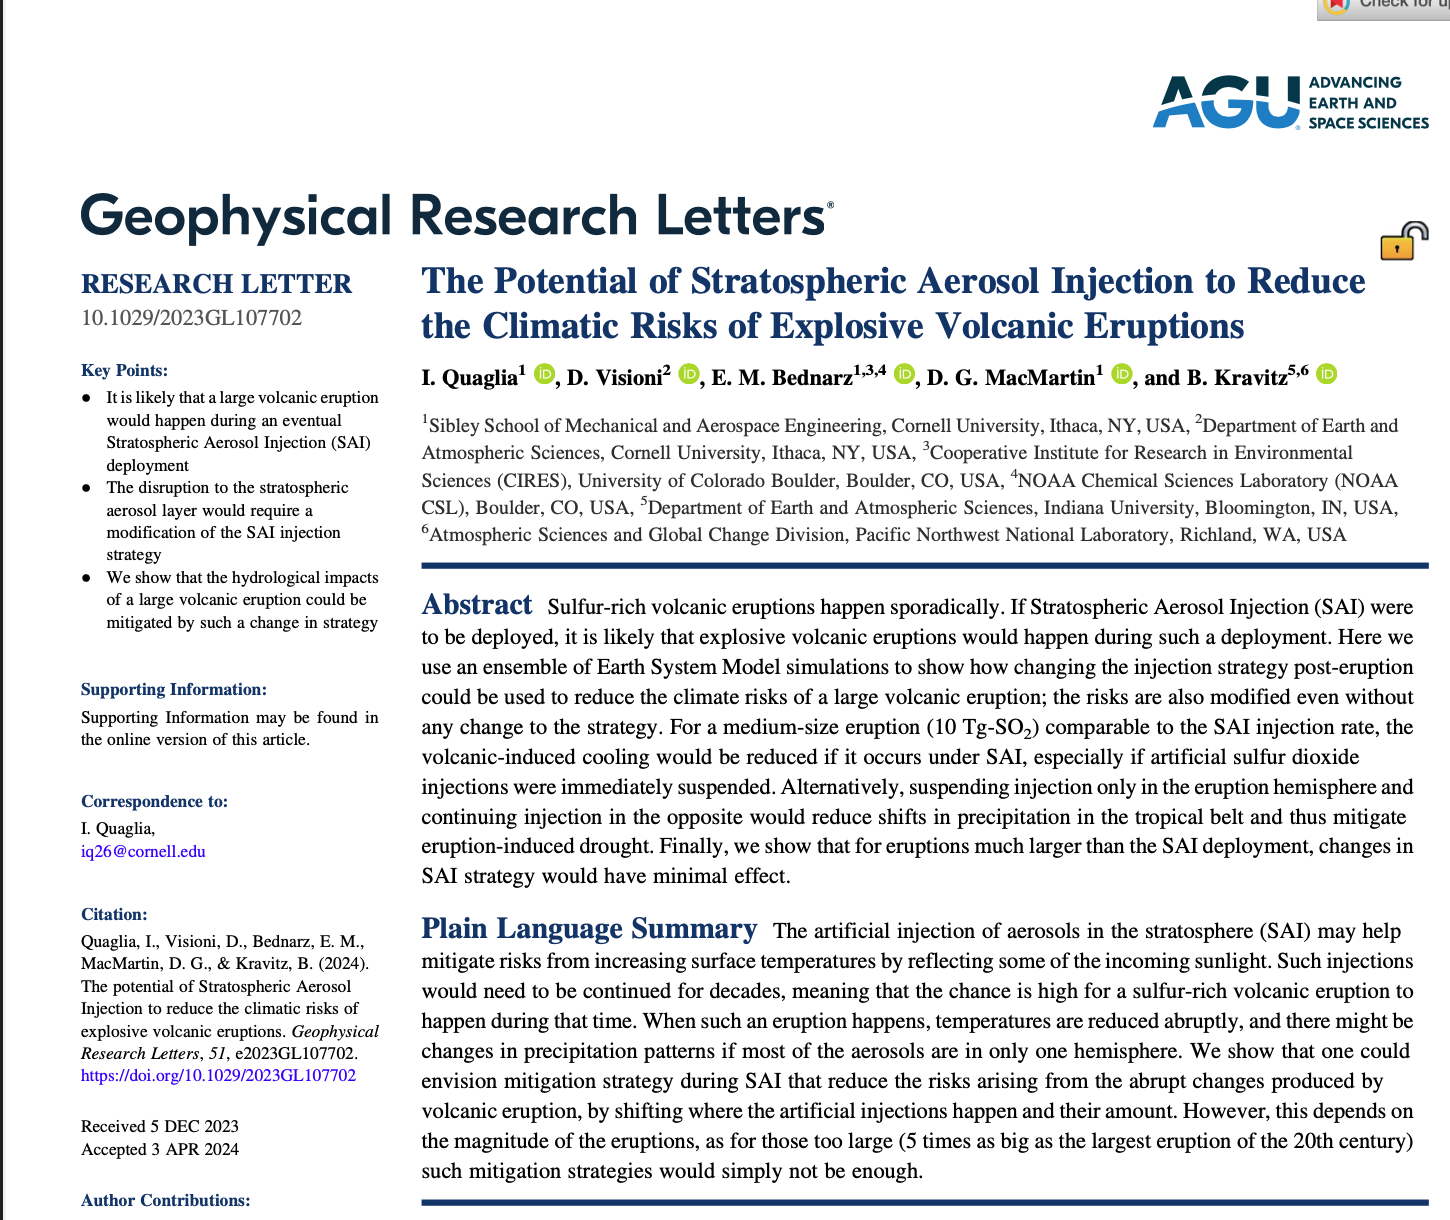 Check for
ADVANCING
AGU EARTH AND
SPACE SCIENCES
Geophysical Research Letters®
RESEARCH LETTER
10.1029/2023GL107702
Key Points:
● It is likely that a large volcanic eruption
would happen during an eventual
Stratospheric Aerosol Injection (SAI)
deployment
● The disruption to the stratospheric
aerosol layer would require a
modification of the SAI injection
strategy
● We show that the hydrological impacts
of a large volcanic eruption could be
mitigated by such a change in strategy
Supporting Information:
Supporting Information may be found in
the online version of this article.
Correspondence to:
I. Quaglia,
iq26@cornell.edu
Citation:
Quaglia, I., Visioni, D., Bednarz, E. M.,
MacMartin, D. G., & Kravitz, B. (2024).
The potential of Stratospheric Aerosol
Injection to reduce the climatic risks of
explosive volcanic eruptions. Geophysical
Research Letters, 51, e2023GL107702.
https://doi.org/10.1029/2023GL107702
Received 5 DEC 2023
Accepted 3 APR 2024
Author Contributions:
The Potential of Stratospheric Aerosol Injection to Reduce
the Climatic Risks of Explosive Volcanic Eruptions
I. Quaglia1 iD, D. Visioni2 iD, E. M. Bednarz1,3,4 iD, D. G. MacMartin1 iD, and B. Kravitz5,6 iD
1Sibley School of Mechanical and Aerospace Engineering, Cornell University, Ithaca, NY, USA, 2Department of Earth and
Atmospheric Sciences, Cornell University, Ithaca, NY, USA, 3Cooperative Institute for Research in Environmental
Sciences (CIRES), University of Colorado Boulder, Boulder, CO, USA, 4NOAA Chemical Sciences Laboratory (NOAA
CSL), Boulder, CO, USA, 5Department of Earth and Atmospheric Sciences, Indiana University, Bloomington, IN, USA,
6Atmospheric Sciences and Global Change Division, Pacific Northwest National Laboratory, Richland, WA, USA
Abstract Sulfur-rich volcanic eruptions happen sporadically. If Stratospheric Aerosol Injection (SAI) were
to be deployed, it is likely that explosive volcanic eruptions would happen during such a deployment. Here we
use an ensemble of Earth System Model simulations to show how changing the injection strategy post-eruption
could be used to reduce the climate risks of a large volcanic eruption; the risks are also modified even without
any change to the strategy. For a medium-size eruption (10 Tg-SO2) comparable to the SAI injection rate, the
volcanic-induced cooling would be reduced if it occurs under SAI, especially if artificial sulfur dioxide
injections were immediately suspended. Alternatively, suspending injection only in the eruption hemisphere and
continuing injection in the opposite would reduce shifts in precipitation in the tropical belt and thus mitigate
eruption-induced drought. Finally, we show that for eruptions much larger than the SAI deployment, changes in
SAI strategy would have minimal effect.
Plain Language Summary The artificial injection of aerosols in the stratosphere (SAI) may help
mitigate risks from increasing surface temperatures by reflecting some of the incoming sunlight. Such injections
would need to be continued for decades, meaning that the chance is high for a sulfur-rich volcanic eruption to
happen during that time. When such an eruption happens, temperatures are reduced abruptly, and there might be
changes in precipitation patterns if most of the aerosols are in only one hemisphere. We show that one could
envision mitigation strategy during SAI that reduce the risks arising from the abrupt changes produced by
volcanic eruption, by shifting where the artificial injections happen and their amount. However, this depends on
the magnitude of the eruptions, as for those too large (5 times as big as the largest eruption of the 20th century)
such mitigation strategies would simply not be enough.